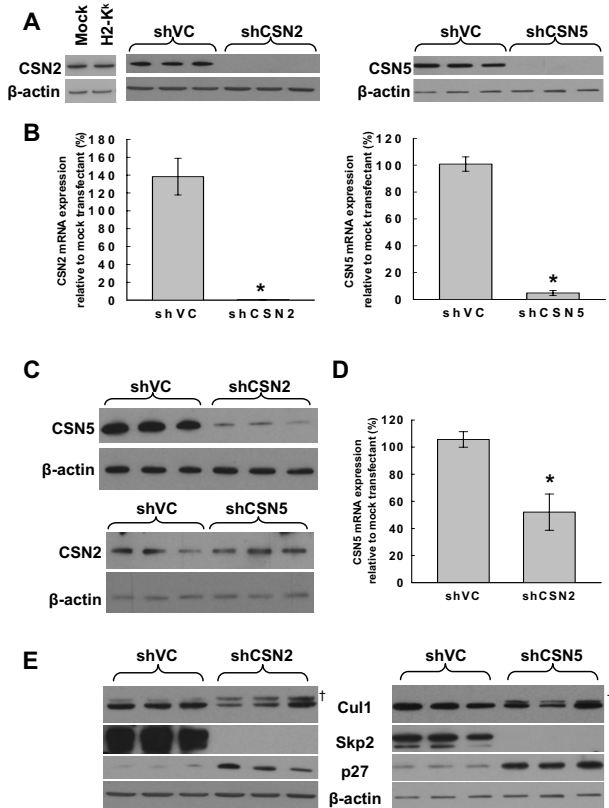 A
Mock
H2-Kᵏ
shVC
shCSN2
CSN2
β-actin
shVC
shCSN5
CSN5
β-actin
B
CSN2 mRNA expression
relative to mock transfectant (%)
180
160
140
120
100
80
60
40
20
0
*
shVC
shCSN2
CSN5 mRNA expression
relative to mock transfectant (%)
120
100
80
60
40
20
0
*
shVC
shCSN5
C
shVC
shCSN2
CSN5
β-actin
shVC
shCSN5
CSN2
β-actin
D
CSN5 mRNA expression
relative to mock transfectant (%)
120
100
80
60
40
20
0
*
shVC
shCSN2
E
shVC
shCSN2
†
shVC
shCSN5
Cul1
Skp2
p27
β-actin